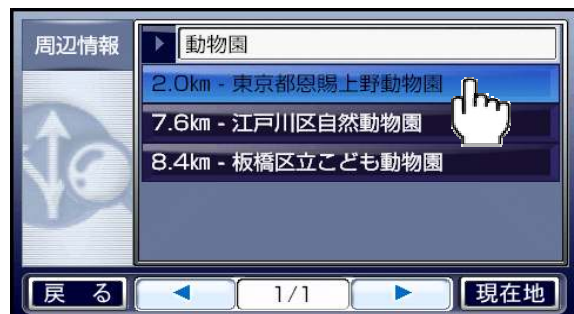 周辺情報
動物園
2.0km - 東京都恩賜上野動物園
7.6km - 江戸川区自然動物園
8.4km - 板橋区立こども動物園
戻る
1/1
現在地